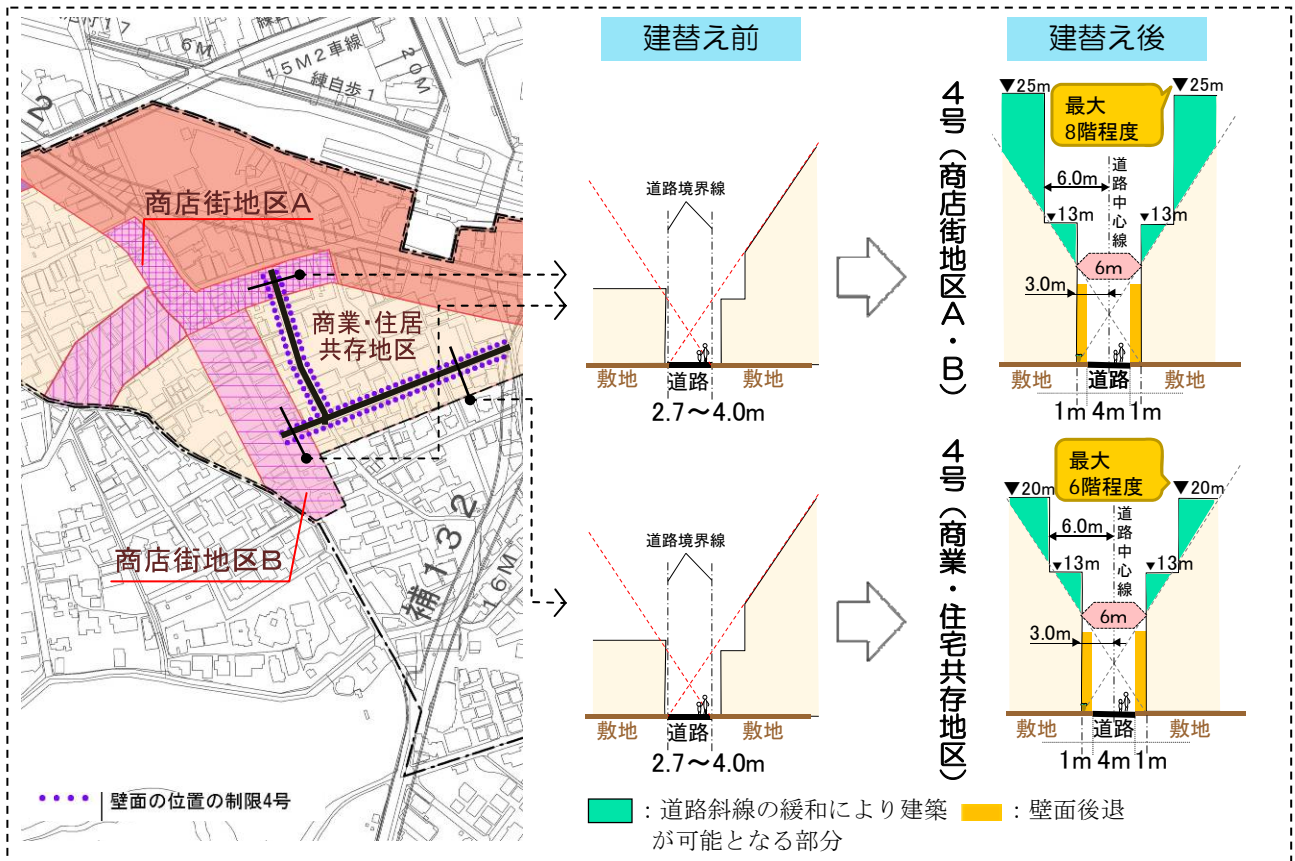 17
6M
15M2車線
練自歩1
20M
2
商店街地区A
商業・住居
共存地区
商店街地区B
補132
16M
壁面の位置の制限4号
建替え前
道路境界線
敷地
道路
敷地
2.7～4.0m
道路境界線
敷地
道路
敷地
2.7～4.0m
建替え後
4号（商店街地区A・B）
▼25m
▼25m
最大
8階程度
6.0m
道路中心線
▼13m
▼13m
6m
3.0m
敷地
道路
敷地
1m 4m 1m
4号（商業・住宅共存地区）
▼20m
▼20m
最大
6階程度
6.0m
道路中心線
▼13m
▼13m
6m
3.0m
敷地
道路
敷地
1m 4m 1m
：道路斜線の緩和により建築
が可能となる部分
：壁面後退